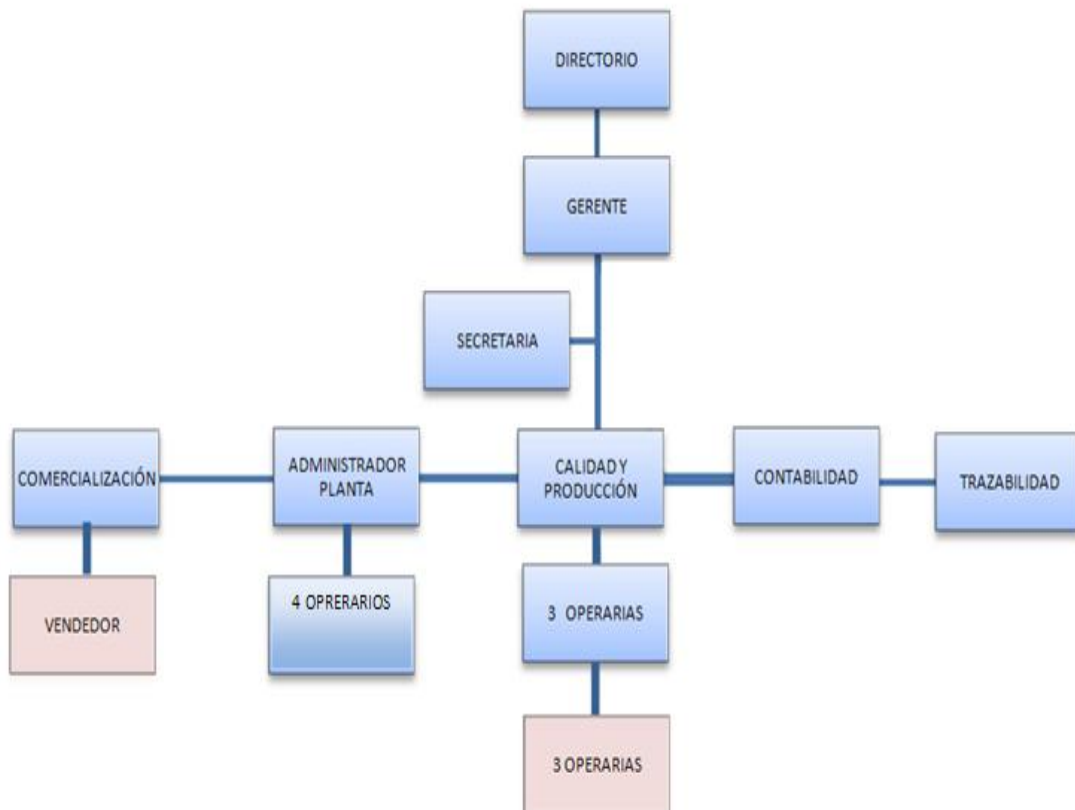 DIRECTORIO
GERENTE
SECRETARIA
COMERCIALIZACIÓN
ADMINISTRADOR
PLANTA
CALIDAD Y
PRODUCCIÓN
CONTABILIDAD
TRAZABILIDAD
VENDEDOR
4 OPRERARIOS
3 OPERARIAS
3 OPERARIAS